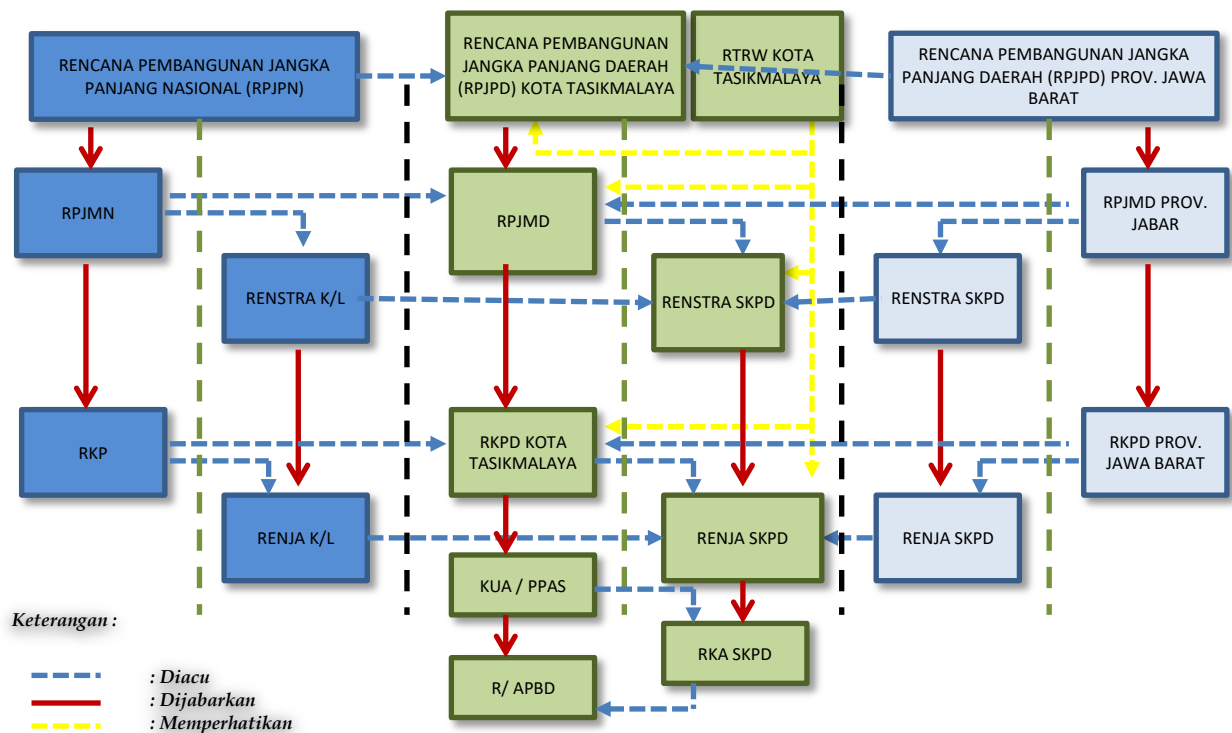 RENCANA PEMBANGUNAN JANGKA
PANJANG NASIONAL (RPJPN)
RENCANA PEMBANGUNAN
JANGKA PANJANG DAERAH
(RPJPD) KOTA TASIKMALAYA
RTRW KOTA
TASIKMALAYA
RENCANA PEMBANGUNAN JANGKA
PANJANG DAERAH (RPJPD) PROV. JAWA
BARAT
RPJMN
RPJMD
RPJMD PROV.
JABAR
RENSTRA K/L
RENSTRA SKPD
RENSTRA SKPD
RKP
RKPD KOTA
TASIKMALAYA
RKPD PROV.
JAWA BARAT
RENJA K/L
RENJA SKPD
RENJA SKPD
KUA / PPAS
RKA SKPD
R/ APBD
Keterangan :
: Diacu
: Dijabarkan
: Memperhatikan